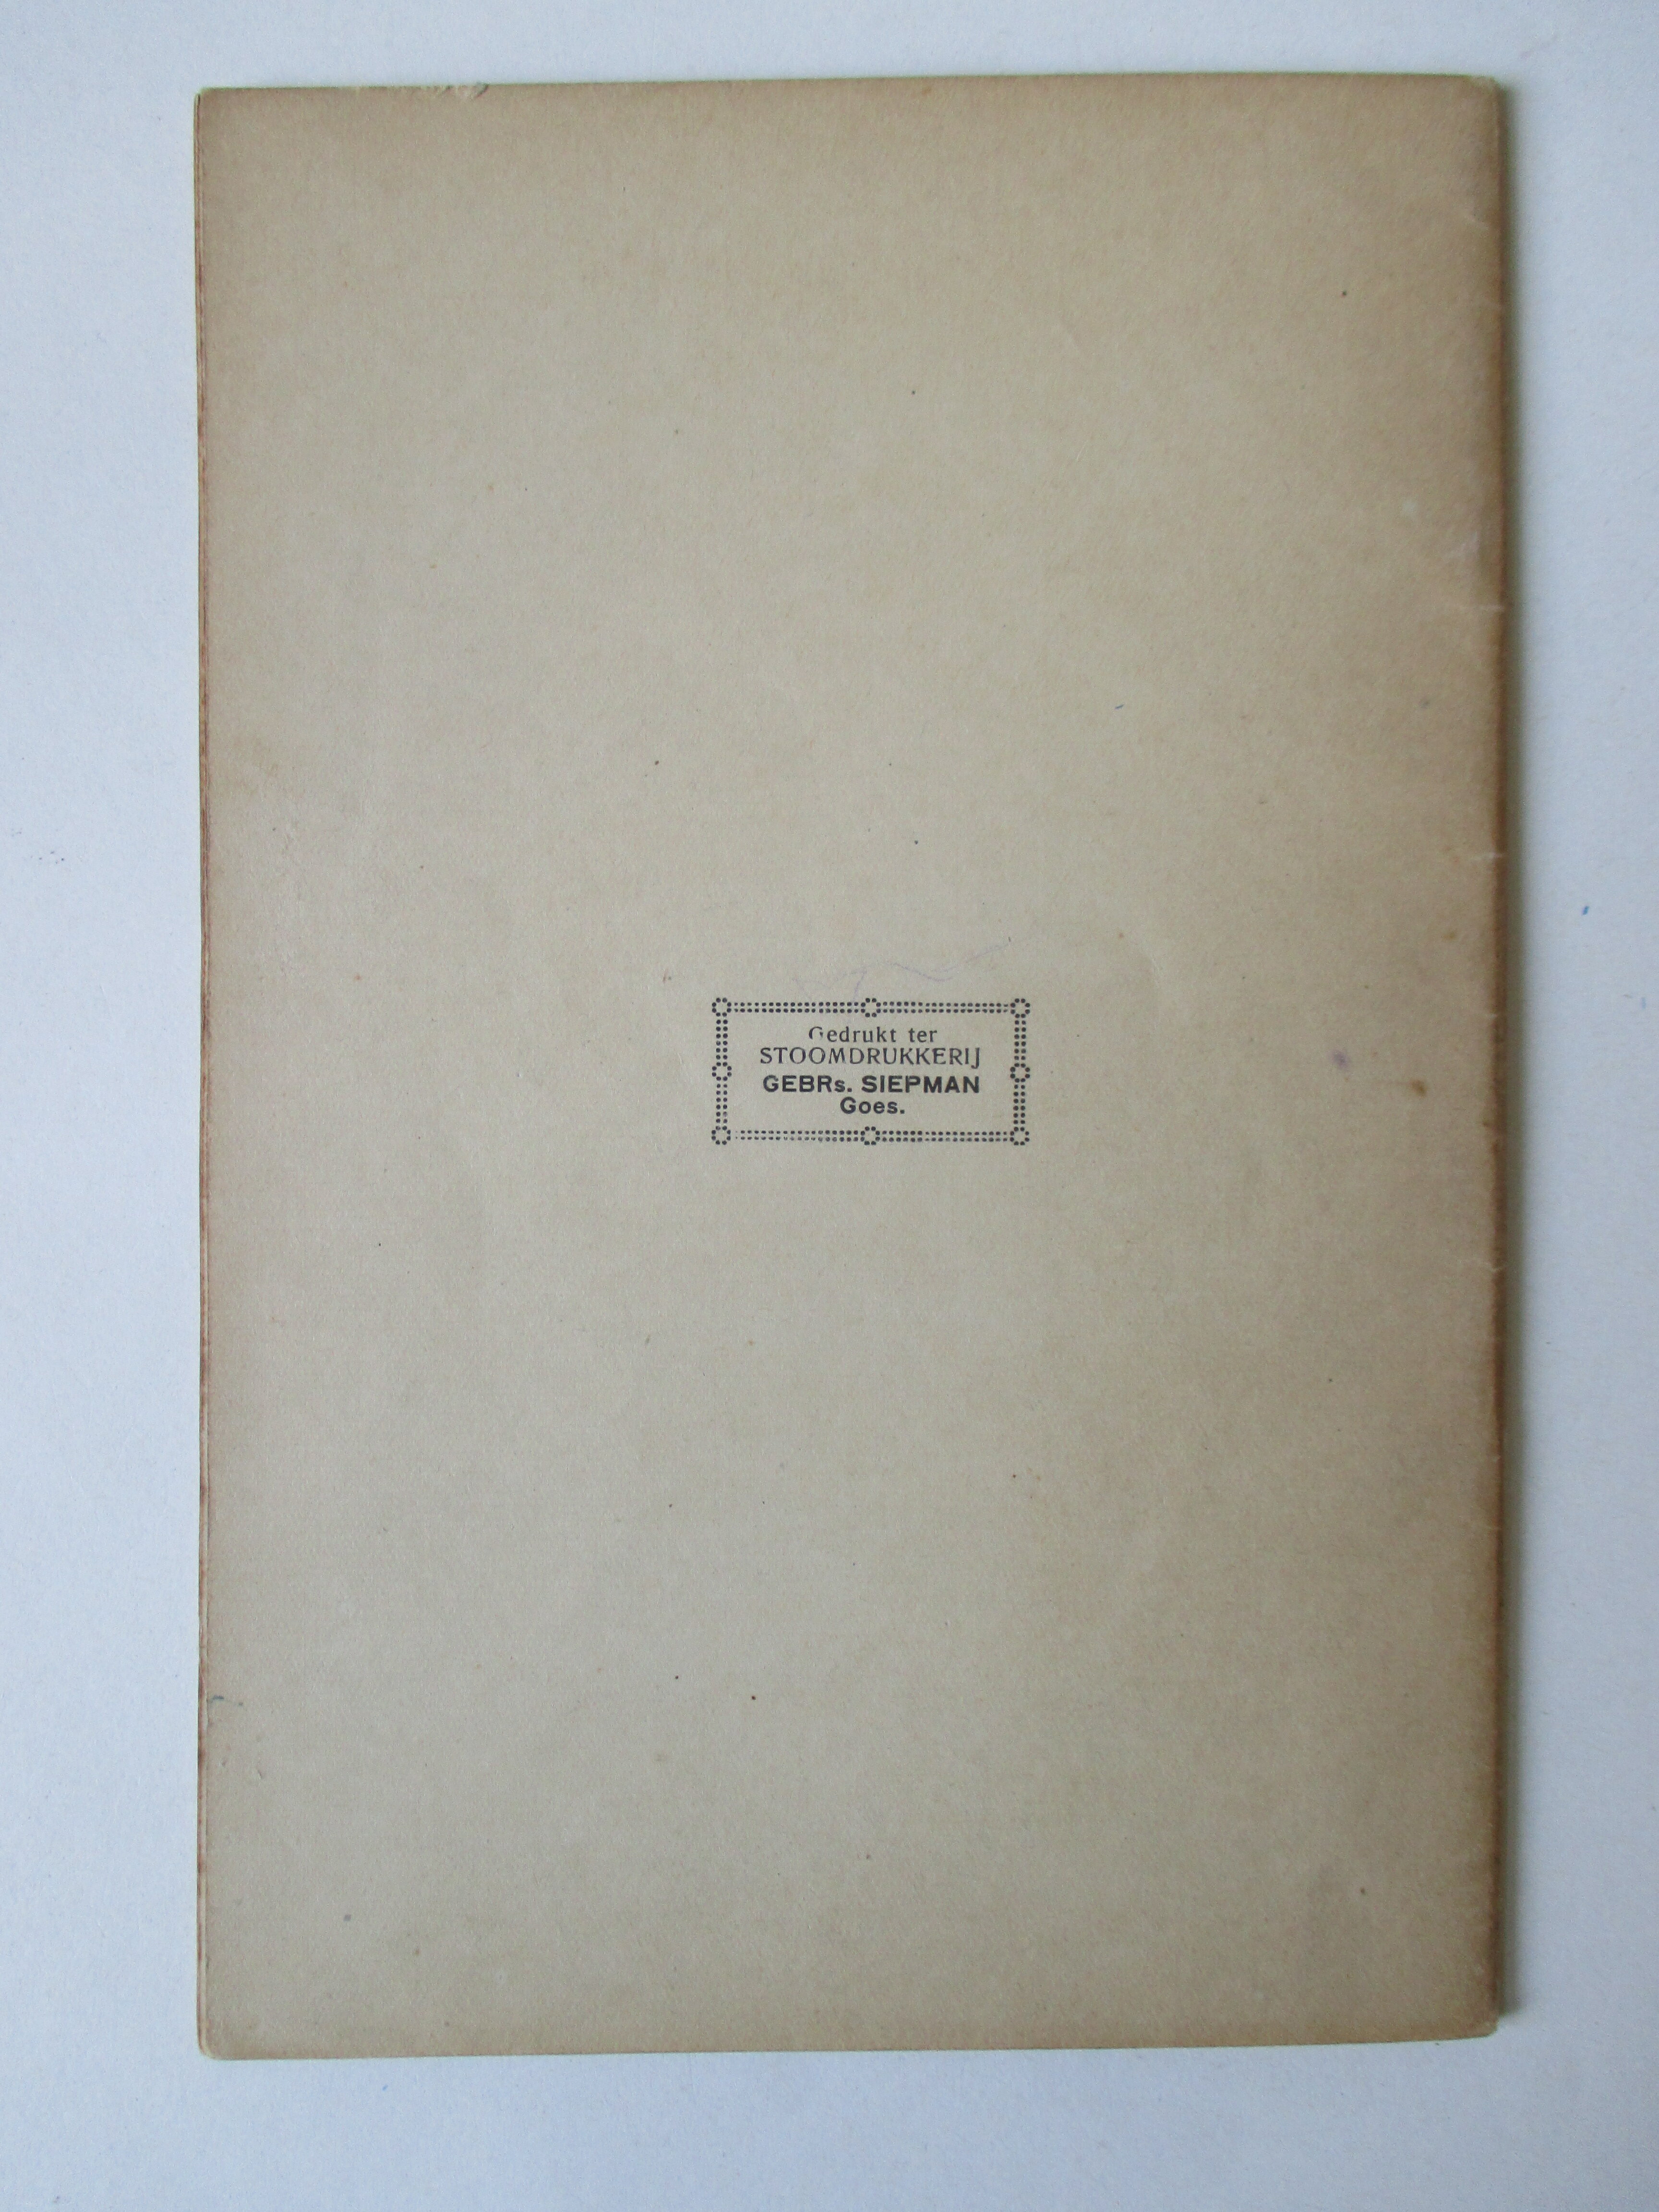 Gedrukt ter
STOOMDRUKKERIJ
GEBRs. SIEPMAN
Goes.